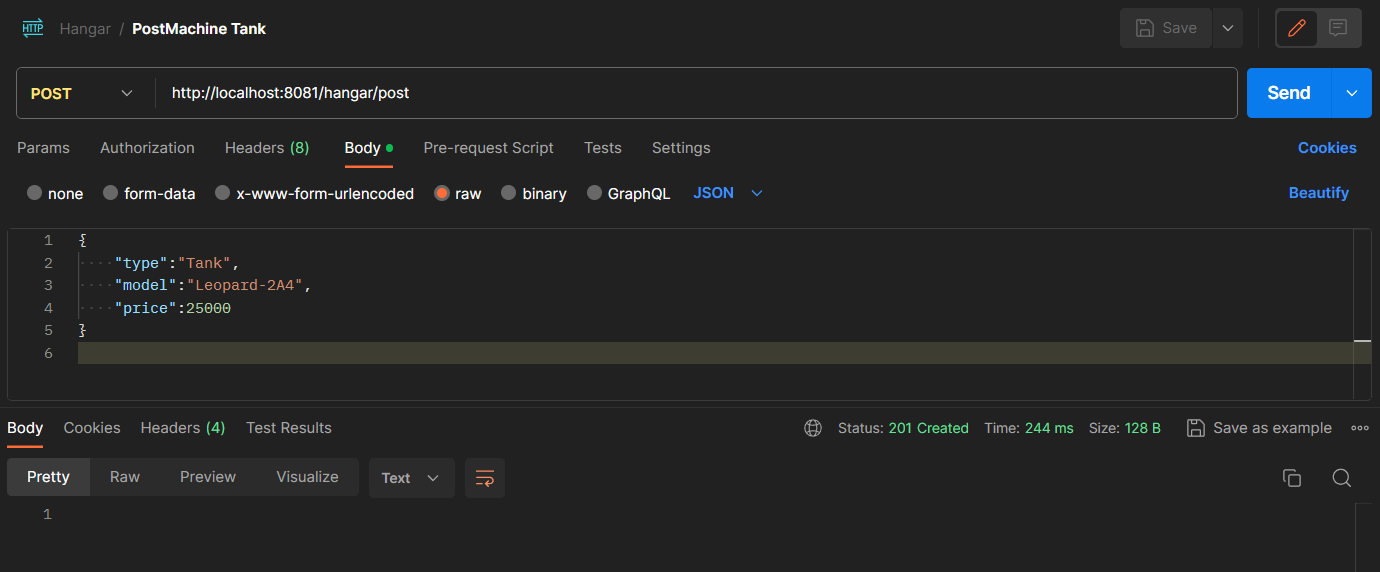 HTTP Hangar / PostMachine Tank Save
POST http://localhost:8081/hangar/post Send
Params Authorization Headers (8) Body Pre-request Script Tests Settings Cookies
none form-data x-www-form-urlencoded raw binary GraphQL JSON Beautify
1 {
2 "type":"Tank",
3 "model":"Leopard-2A4",
4 "price":25000
5 }
6
Body Cookies Headers (4) Test Results Status: 201 Created Time: 244 ms Size: 128 B Save as example
Pretty Raw Preview Visualize Text
1